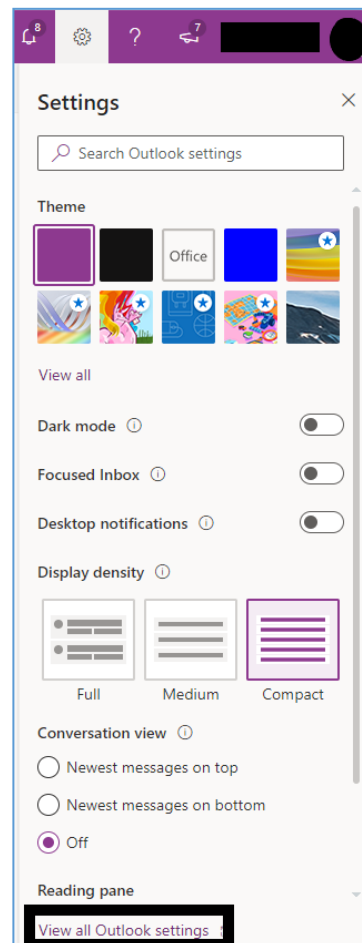 8
?
7
Settings
Search Outlook settings
Theme
Office
View all
Dark mode
Focused Inbox
Desktop notifications
Display density
Full Medium Compact
Conversation view
Newest messages on top
Newest messages on bottom
Off
Reading pane
View all Outlook settings